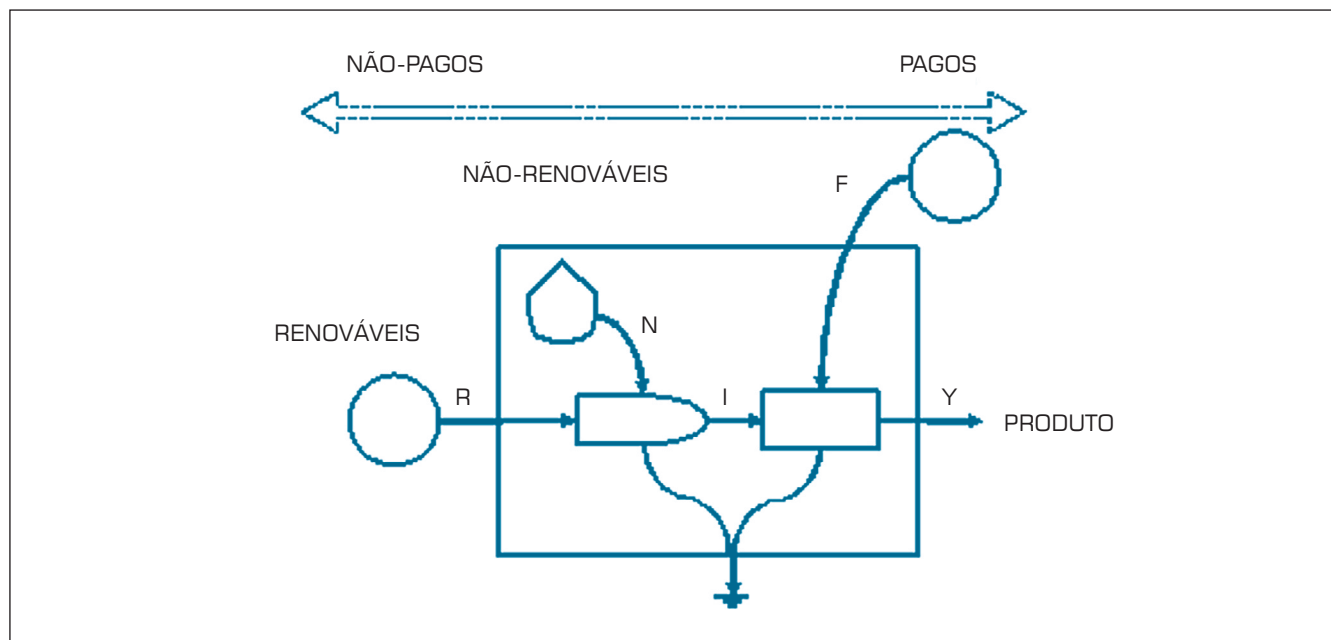 NÃO-PAGOS PAGOS
NÃO-RENOVÁVEIS
F
N
RENOVÁVEIS
R I Y
PRODUTO